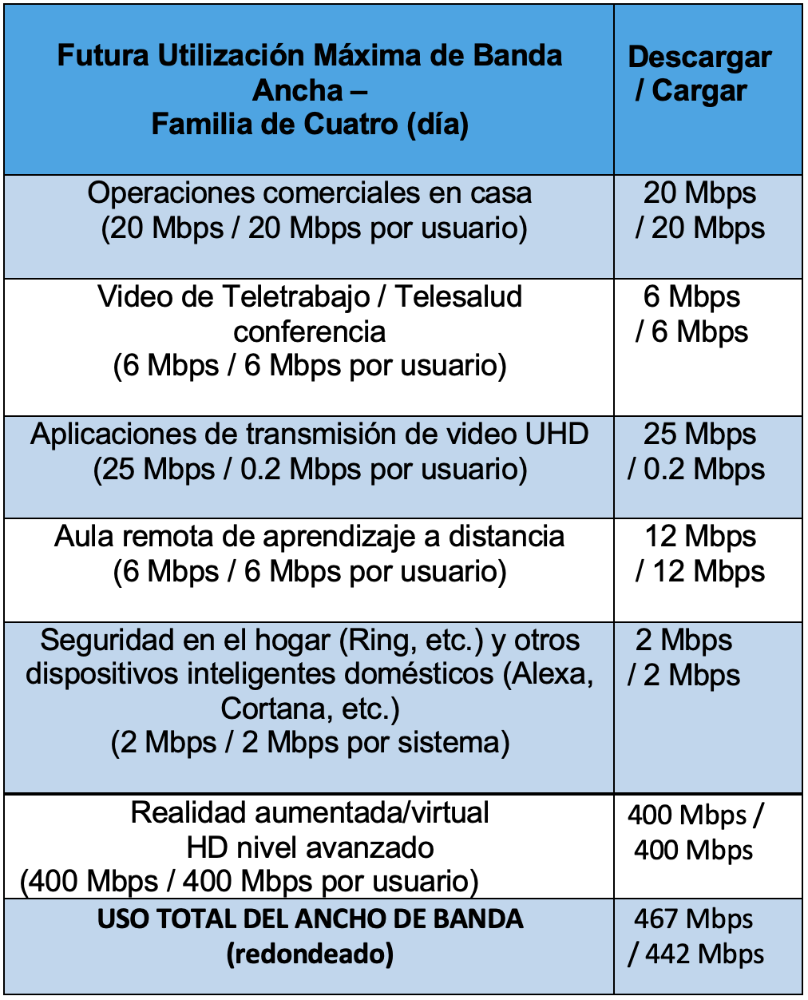 Futura Utilización Máxima de Banda
Ancha –
Familia de Cuatro (día)
Descargar
/ Cargar
Operaciones comerciales en casa
(20 Mbps / 20 Mbps por usuario)
20 Mbps
/ 20 Mbps
Video de Teletrabajo / Telesalud
conferencia
(6 Mbps / 6 Mbps por usuario)
6 Mbps
/ 6 Mbps
Aplicaciones de transmisión de video UHD
(25 Mbps / 0.2 Mbps por usuario)
25 Mbps
/ 0.2 Mbps
Aula remota de aprendizaje a distancia
(6 Mbps / 6 Mbps por usuario)
12 Mbps
/ 12 Mbps
Seguridad en el hogar (Ring, etc.) y otros
dispositivos inteligentes domésticos (Alexa,
Cortana, etc.)
(2 Mbps / 2 Mbps por sistema)
2 Mbps
/ 2 Mbps
Realidad aumentada/virtual
HD nivel avanzado
(400 Mbps / 400 Mbps por usuario)
400 Mbps /
400 Mbps
USO TOTAL DEL ANCHO DE BANDA
(redondeado)
467 Mbps
/ 442 Mbps